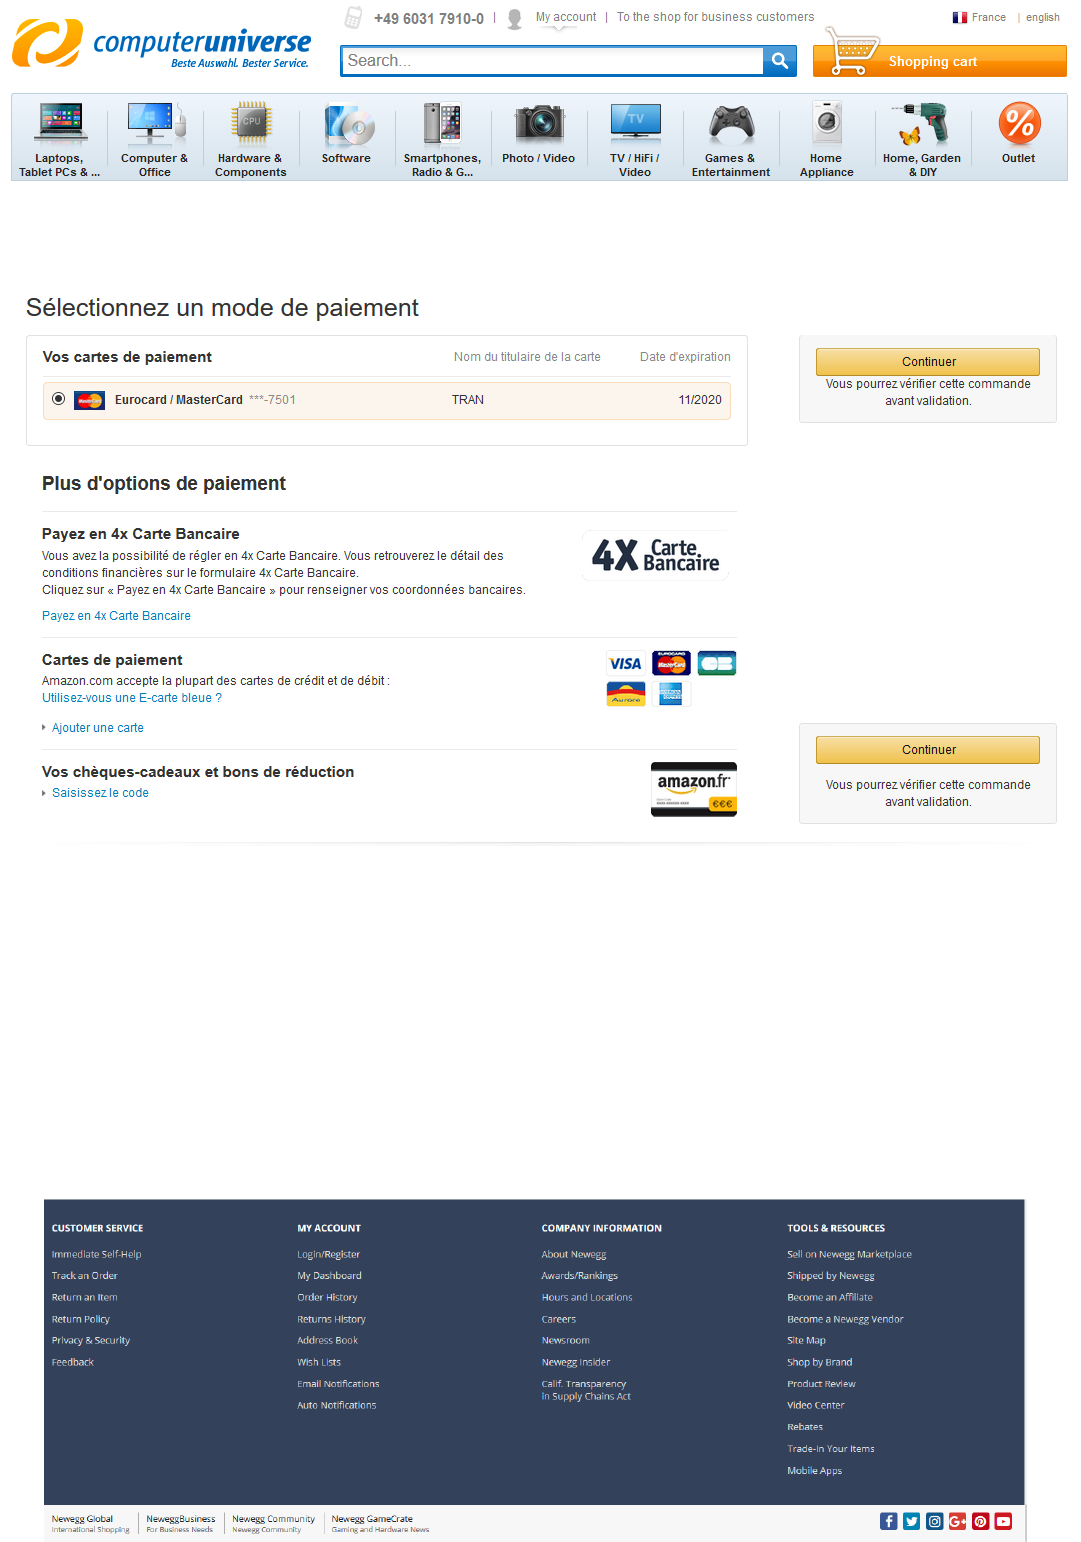 +49 6031 7910-0 | My account | To the shop for business customers
France | english
computeruniverse
Beste Auswahl. Bester Service.
Search...
Shopping cart
Laptops, Tablet PCs & ...
Computer & Office
CPU
Hardware & Components
Software
Smartphones, Radio & G...
Photo / Video
TV
TV / HiFi / Video
Games & Entertainment
Home Appliance
Home, Garden & DIY
%
Outlet
Sélectionnez un mode de paiement
Vos cartes de paiement Nom du titulaire de la carte Date d'expiration
MasterCard
Eurocard / MasterCard ***-7501 TRAN 11/2020
Continuer
Vous pourrez vérifier cette commande
avant validation.
Plus d'options de paiement
Payez en 4x Carte Bancaire
Vous avez la possibilité de régler en 4x Carte Bancaire. Vous retrouverez le détail des
conditions financières sur le formulaire 4x Carte Bancaire.
Cliquez sur « Payez en 4x Carte Bancaire » pour renseigner vos coordonnées bancaires.
Payez en 4x Carte Bancaire
4X Carte Bancaire
Cartes de paiement
Amazon.com accepte la plupart des cartes de crédit et de débit :
Utilisez-vous une E-carte bleue ?
Ajouter une carte
VISA
EUROCARD
MasterCard
CB
Aurore
AMERICAN EXPRESS
Vos chèques-cadeaux et bons de réduction
Saisissez le code
amazon.fr
€€€
Continuer
Vous pourrez vérifier cette commande
avant validation.
CUSTOMER SERVICE
Immediate Self-Help
Track an Order
Return an Item
Return Policy
Privacy & Security
Feedback
MY ACCOUNT
Login/Register
My Dashboard
Order History
Returns History
Address Book
Wish Lists
Email Notifications
Auto Notifications
COMPANY INFORMATION
About Newegg
Awards/Rankings
Hours and Locations
Careers
Newsroom
Newegg Insider
Calif. Transparency
in Supply Chains Act
TOOLS & RESOURCES
Sell on Newegg Marketplace
Shipped by Newegg
Become an Affiliate
Become a Newegg Vendor
Site Map
Shop by Brand
Product Review
Video Center
Rebates
Trade-In Your Items
Mobile Apps
Newegg Global
International Shopping
NeweggBusiness
For Business Needs
Newegg Community
Newegg Community
Newegg GameCrate
Gaming and Hardware News